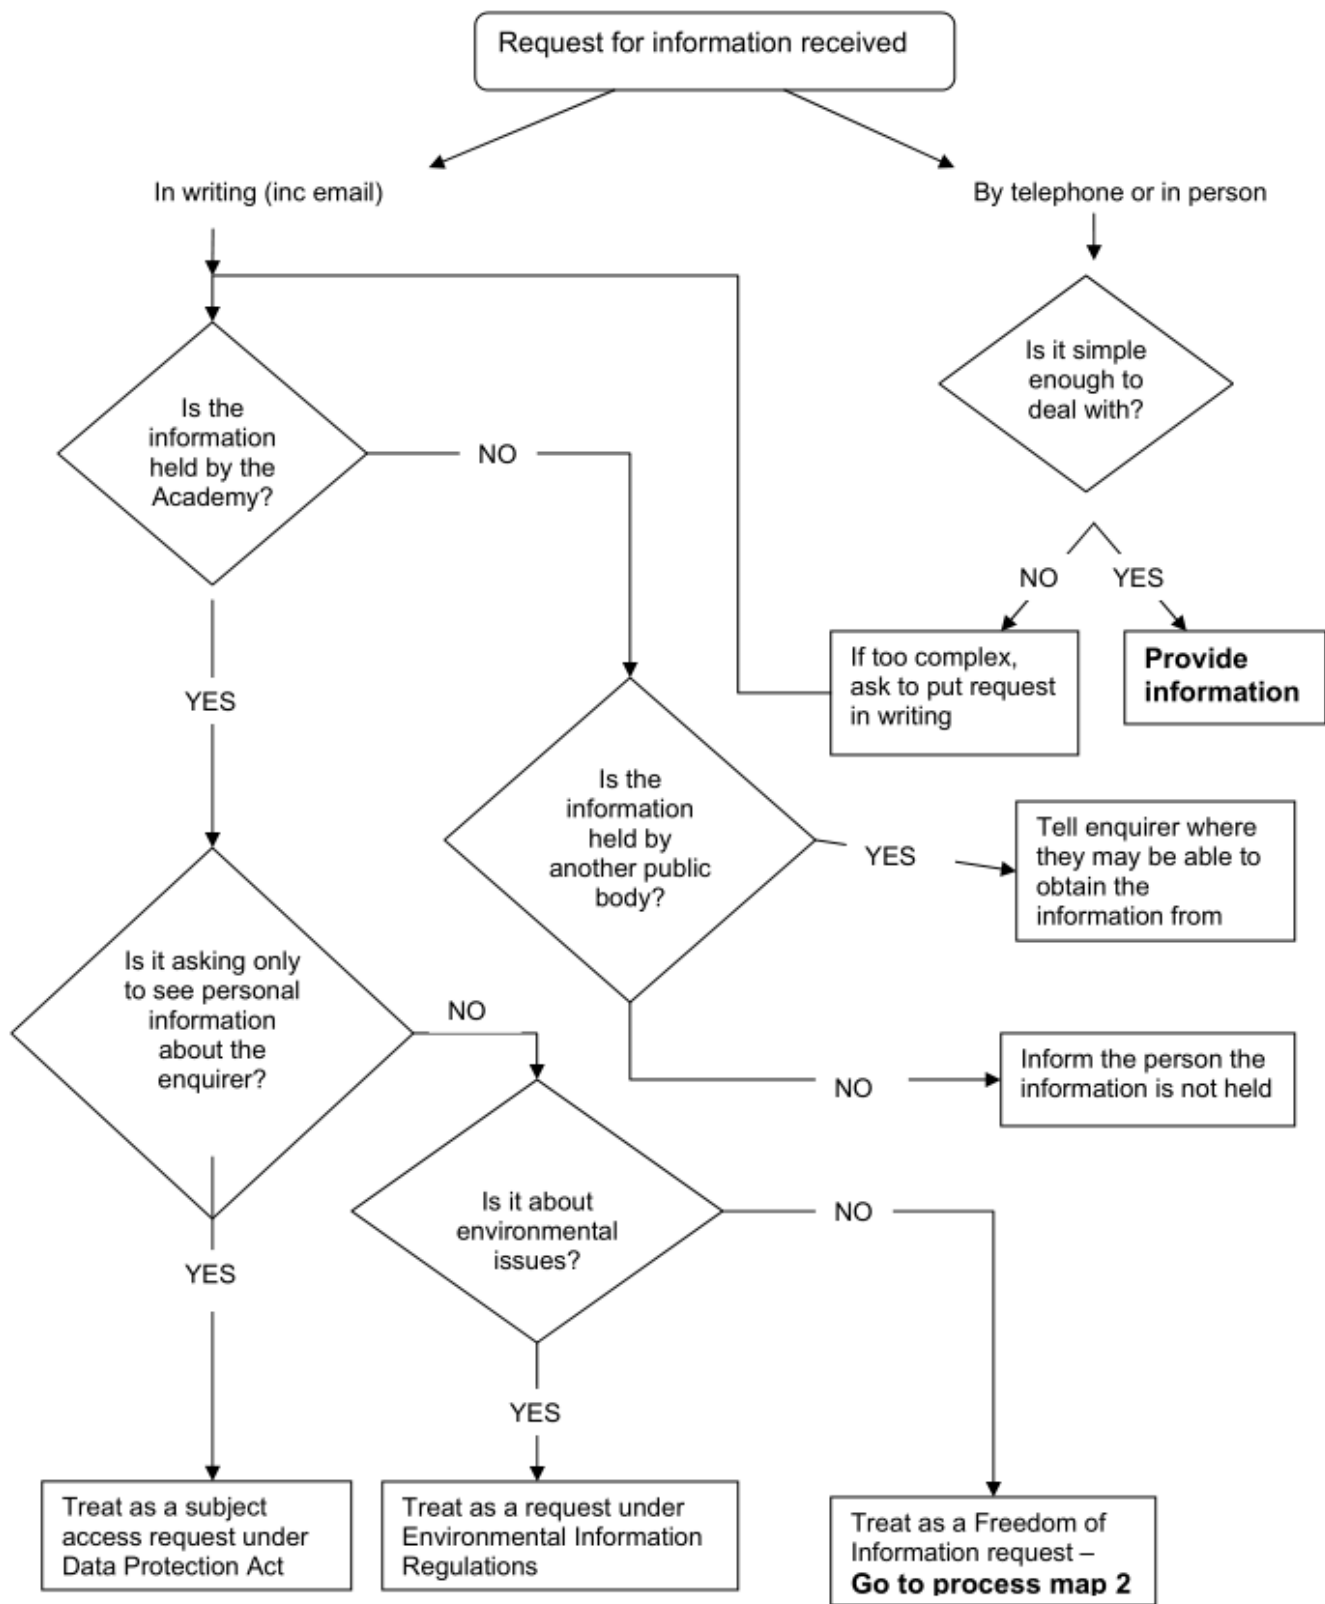 Request for information received
In writing (inc email)
By telephone or in person
Is it simple
enough to
deal with?
Is the
information
held by the
Academy?
NO
NO
YES
If too complex,
ask to put request
in writing
Provide
information
YES
Is the
information
held by
another public
body?
YES
Tell enquirer where
they may be able to
obtain the
information from
Is it asking only
to see personal
information
about the
enquirer?
NO
NO
Inform the person the
information is not held
Is it about
environmental
issues?
NO
YES
YES
Treat as a subject
access request under
Data Protection Act
Treat as a request under
Environmental Information
Regulations
Treat as a Freedom of
Information request –
Go to process map 2